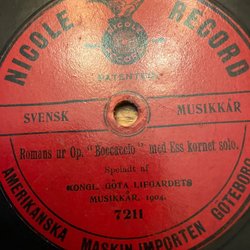 NICOLE RECORD
NICOLE
PATENTED
SVENSK MUSIKKÅR
Romans ur Op. "Boccaccio" med Ess kornet solo.
Speladt af
KONGL. GÖTA LIFGARDETS
MUSIKKÅR. 1904.
7211
AMERIKANSKA MASKIN-IMPORTEN GÖTEBORG